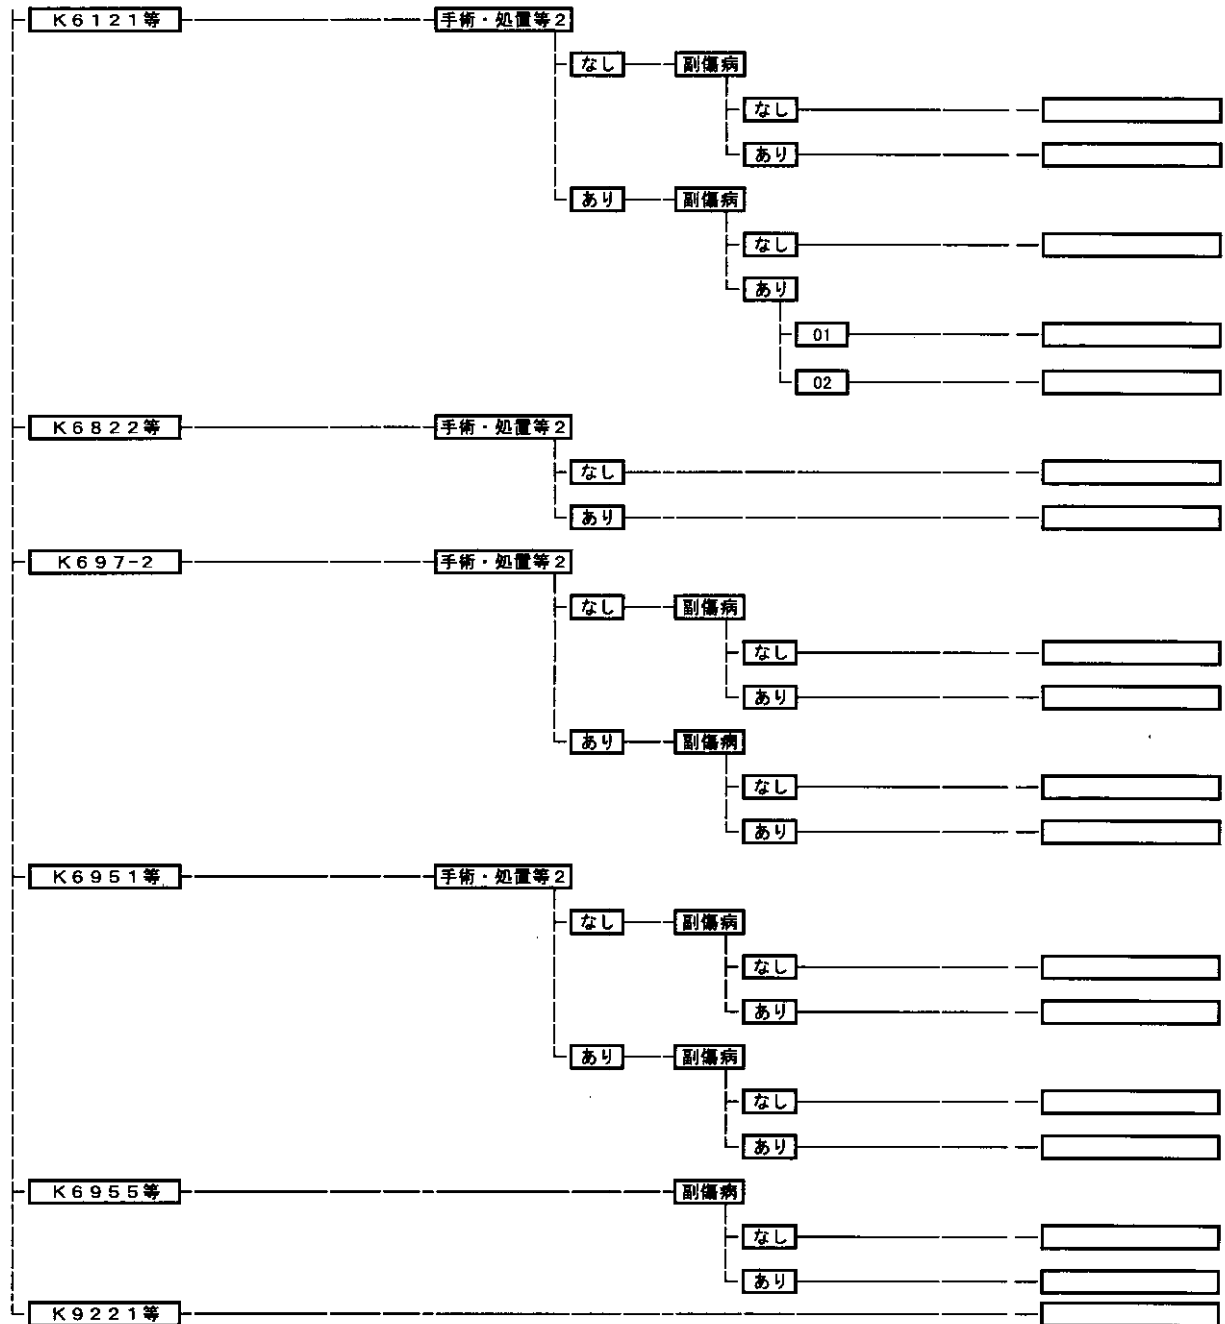 K6121等 手術・処置等2
なし 副傷病
なし
あり
あり 副傷病
なし
あり
01
02
K6822等 手術・処置等2
なし
あり
K697-2 手術・処置等2
なし 副傷病
なし
あり
あり 副傷病
なし
あり
K6951等 手術・処置等2
なし 副傷病
なし
あり
あり 副傷病
なし
あり
K6955等 副傷病
なし
あり
K9221等